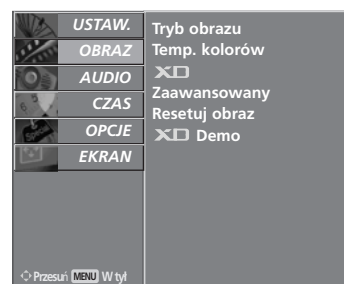 USTAW.
OBRAZ
AUDIO
CZAS
OPCJE
EKRAN
Tryb obrazu
Temp. kolorów
XD
Zaawansowany
Resetuj obraz
XD Demo
Przesuń MENU W tył